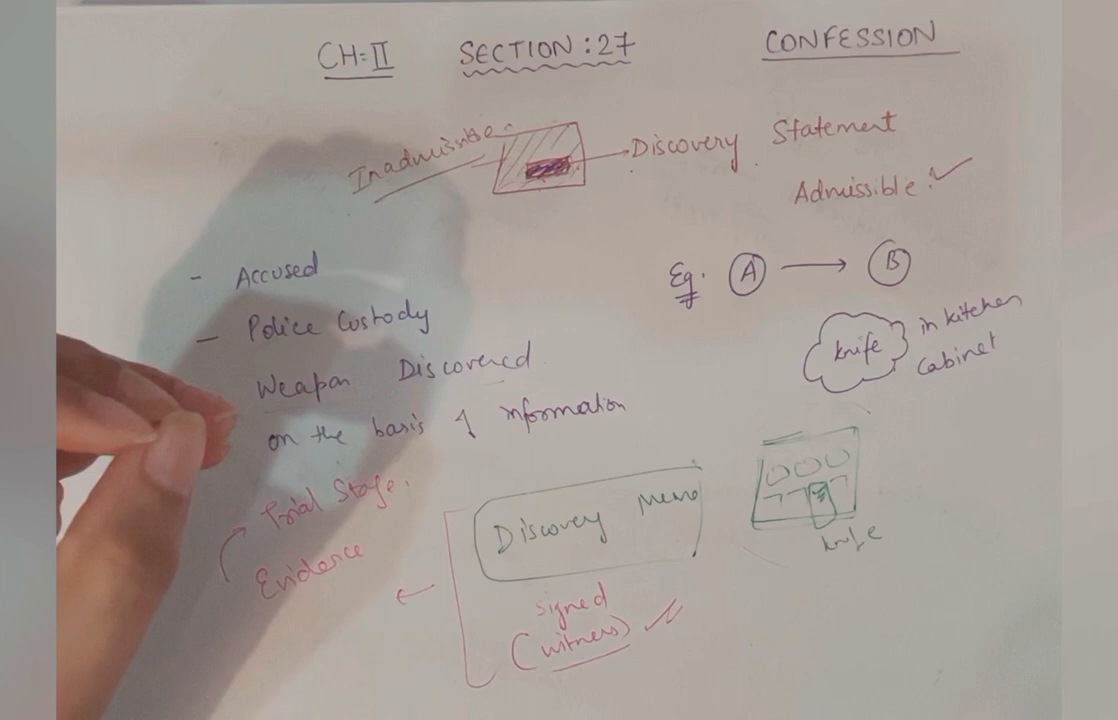 CH=II SECTION:27 CONFESSION
Inadmissible
Discovery Statement
Admissible.
- Accused
- Police Custody
Weapon Discovered
on the basis of information
Eg. A → B
knife in kitchen
cabinet
knife
Trial Stage.
Evidence
Discovery Memo
signed
(witness)